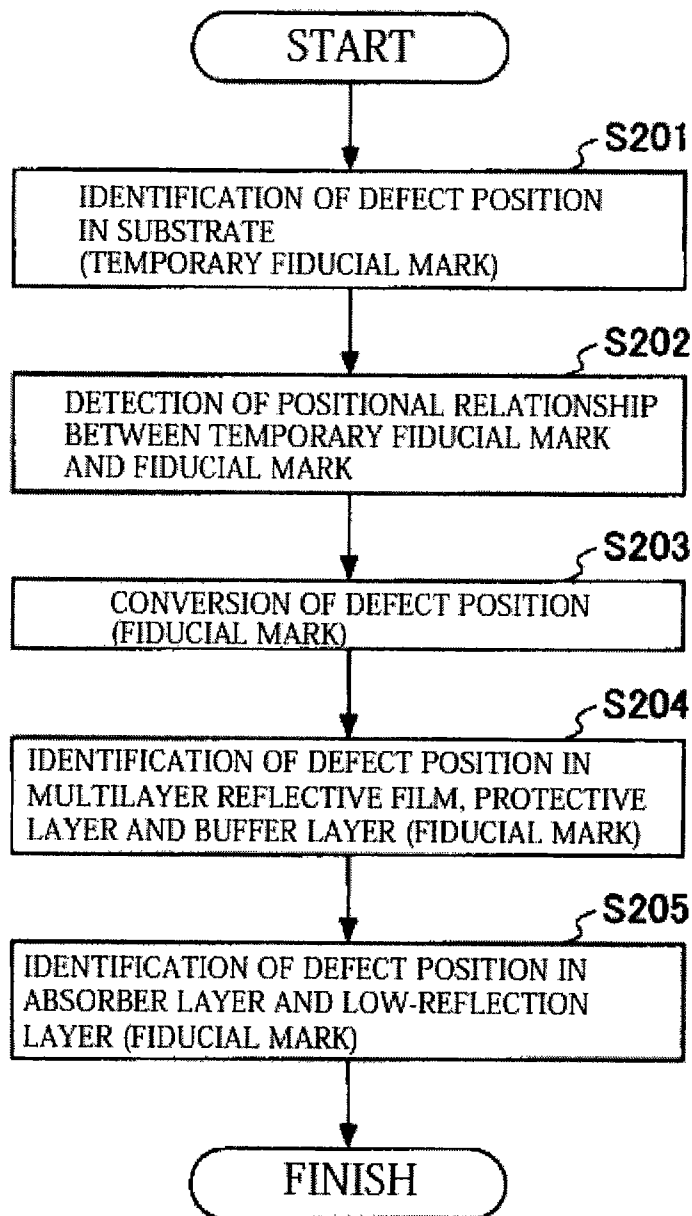 START
S201
IDENTIFICATION OF DEFECT POSITION
IN SUBSTRATE
(TEMPORARY FIDUCIAL MARK)
S202
DETECTION OF POSITIONAL RELATIONSHIP
BETWEEN TEMPORARY FIDUCIAL MARK
AND FIDUCIAL MARK
S203
CONVERSION OF DEFECT POSITION
(FIDUCIAL MARK)
S204
IDENTIFICATION OF DEFECT POSITION IN
MULTILAYER REFLECTIVE FILM, PROTECTIVE
LAYER AND BUFFER LAYER (FIDUCIAL MARK)
S205
IDENTIFICATION OF DEFECT POSITION IN
ABSORBER LAYER AND LOW-REFLECTION
LAYER (FIDUCIAL MARK)
FINISH